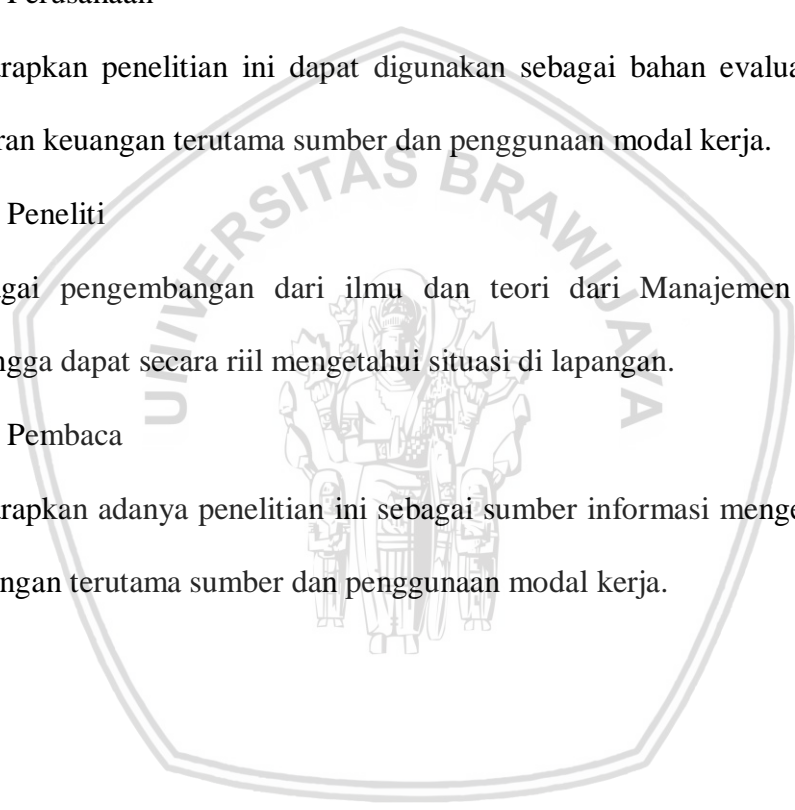 Perusahaan
rapkan penelitian ini dapat digunakan sebagai bahan evalua
ran keuangan terutama sumber dan penggunaan modal kerja.
Peneliti
gai pengembangan dari ilmu dan teori dari Manajemen
ngga dapat secara riil mengetahui situasi di lapangan.
Pembaca
rapkan adanya penelitian ini sebagai sumber informasi menge
ngan terutama sumber dan penggunaan modal kerja.
UNIVERSITAS BRAWIJAYA